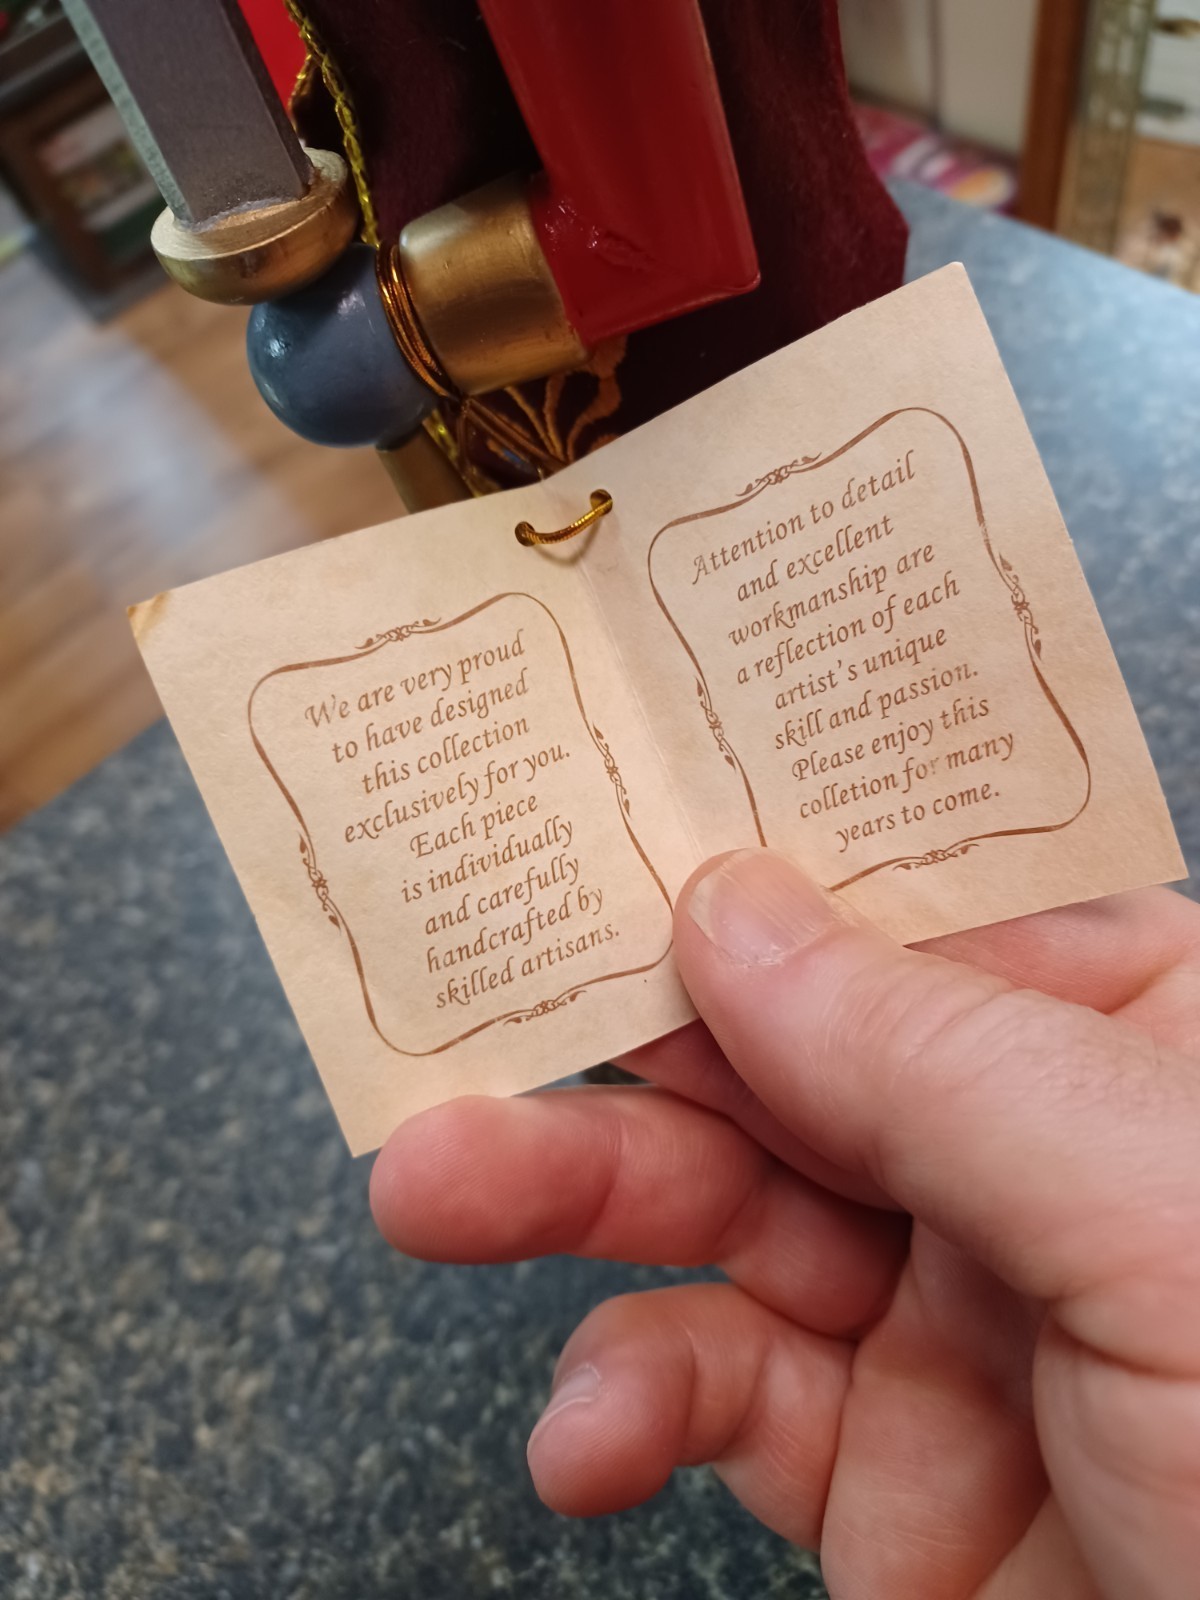 We are very proud
to have designed
this collection
exclusively for you.
Each piece
is individually
and carefully
handcrafted by
skilled artisans.
Attention to detail
and excellent
workmanship are
a reflection of each
artist's unique
skill and passion.
Please enjoy this
colletion for many
years to come.